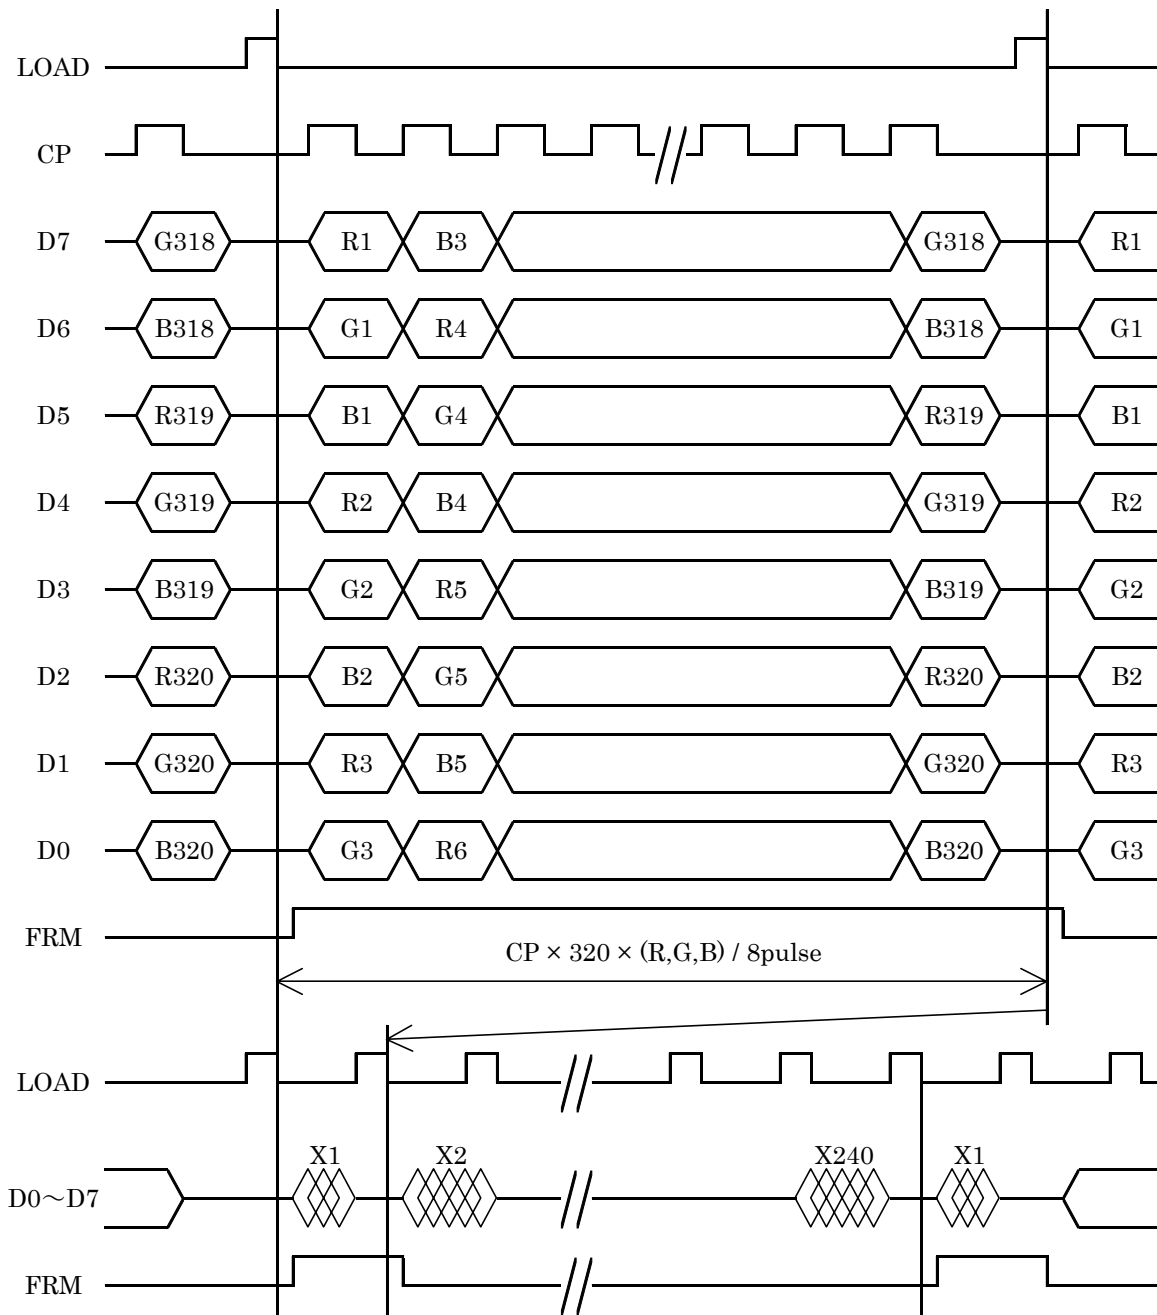 LOAD
CP
D7 G318 R1 B3 G318 R1
D6 B318 G1 R4 B318 G1
D5 R319 B1 G4 R319 B1
D4 G319 R2 B4 G319 R2
D3 B319 G2 R5 B319 G2
D2 R320 B2 G5 R320 B2
D1 G320 R3 B5 G320 R3
D0 B320 G3 R6 B320 G3
FRM
CP × 320 × (R,G,B) / 8pulse
LOAD
X1 X2 X240 X1
D0～D7
FRM